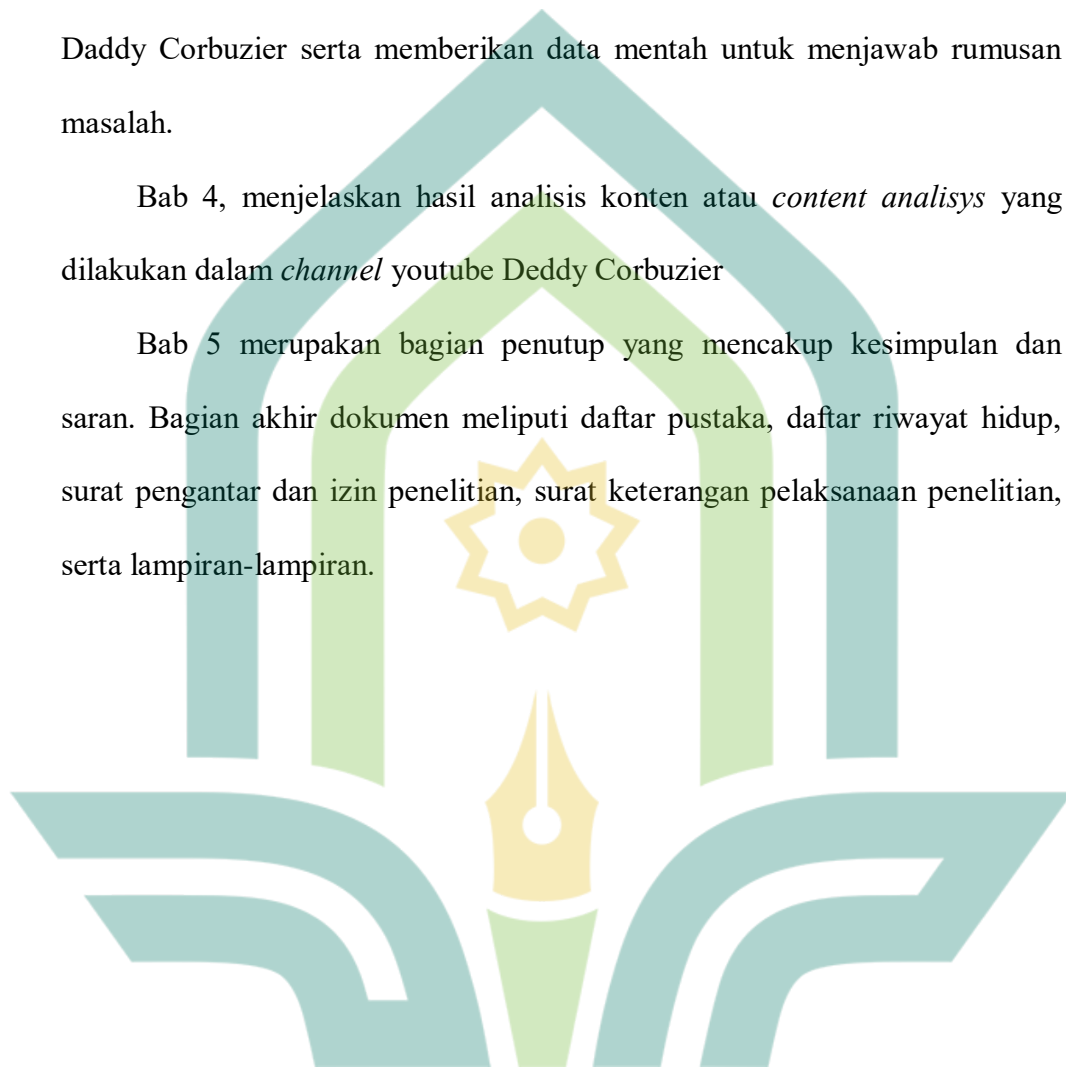 Daddy Corbuzier serta memberikan data mentah untuk menjawab rumusan
masalah.
Bab 4, menjelaskan hasil analisis konten atau content analisys yang
dilakukan dalam channel youtube Deddy Corbuzier
Bab 5 merupakan bagian penutup yang mencakup kesimpulan dan
saran. Bagian akhir dokumen meliputi daftar pustaka, daftar riwayat hidup,
surat pengantar dan izin penelitian, surat keterangan pelaksanaan penelitian,
serta lampiran-lampiran.